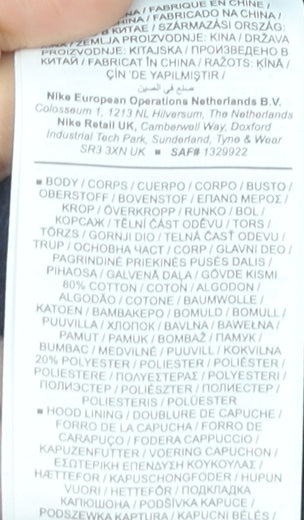 / FABRIQUÉ EN CHINE /
/ FABRICADO NA CHINA /
В КИТАЕ / SZÁRMAZÁSI ORSZÁG:
/ ZEMLJA PROIZVODNJE: KINA / DRŽAVA
PROIZVODNJE: KITAJSKA / ПРОИЗВЕДЕНО В
КИТАЙ / FABRICAT ÎN CHINA / RAŽOTS: ĶĪNĀ /
ÇİN 'DE YAPILMIŞTIR /
صنع في الصين
Nike European Operations Netherlands B.V.
Colosseum 1, 1213 NL Hilversum, The Netherlands
Nike Retail UK, Camberwell Way, Doxford
Industrial Tech Park, Sunderland, Tyne & Wear
SR3 3XN UK ■ SAF# 1329922
■ BODY / CORPS / CUERPO / CORPO / BUSTO /
OBERSTOFF / BOVENSTOF / ΕΠΑΝΩ ΜΕΡΟΣ /
KROP / ÖVERKROPP / RUNKO / BOL /
КОРСАЖ / TĚLNÍ ČÁST ODĚVU / TORS /
TÖRZS / GORNJI DIO / TELNÁ ČASŤ ODEVU /
TRUP / ОСНОВНА ЧАСТ / CORP / GLAVNI DEO /
PAGRINDINĖ PRIEKINĖS PUSĖS DALIS /
PIHAOSA / GALVENĀ DAĻA / GÖVDE KISMI
80% COTTON / COTON / ALGODON /
ALGODÃO / COTONE / BAUMWOLLE /
KATOEN / ΒΑΜΒΑΚΕΡΟ / BOMULD / BOMULL /
PUUVILLA / ХЛОПОК / BAVLNA / BAWEŁNA /
PAMUT / PAMUK / BOMBAŽ / ПАМУК /
BUMBAC / MEDVILNĖ / PUUVILL / KOKVILNA
20% POLYESTER / POLIESTER / POLIÉSTER /
POLIESTERE / ΠΟΛΥΕΣΤΕΡΑΣ / POLYESTERI /
ПОЛИЭСТЕР / POLIÉSZTER / ПОЛИЕСТЕР /
POLIESTERIS / POLÜESTER
■ HOOD LINING / DOUBLURE DE CAPUCHE /
FORRO DE LA CAPUCHA / FORRO DE
CARAPUÇO / FODERA CAPPUCCIO /
KAPUZENFUTTER / VOERING CAPUCHON /
ΕΣΩΤΕΡΙΚΗ ΕΠΕΝΔΥΣΗ ΚΟΥΚΟΥΛΑΣ /
HÆTTEFOR / KAPUSCHONGFODER / HUPUN
VUORI / HETTEFÔR / ПОДКЛАДКА
КАПЮШОНА / PODŠÍVKA KAPUCE /
PODSZEWKA KAPTURA / KAPUCNI BÉLÉS /